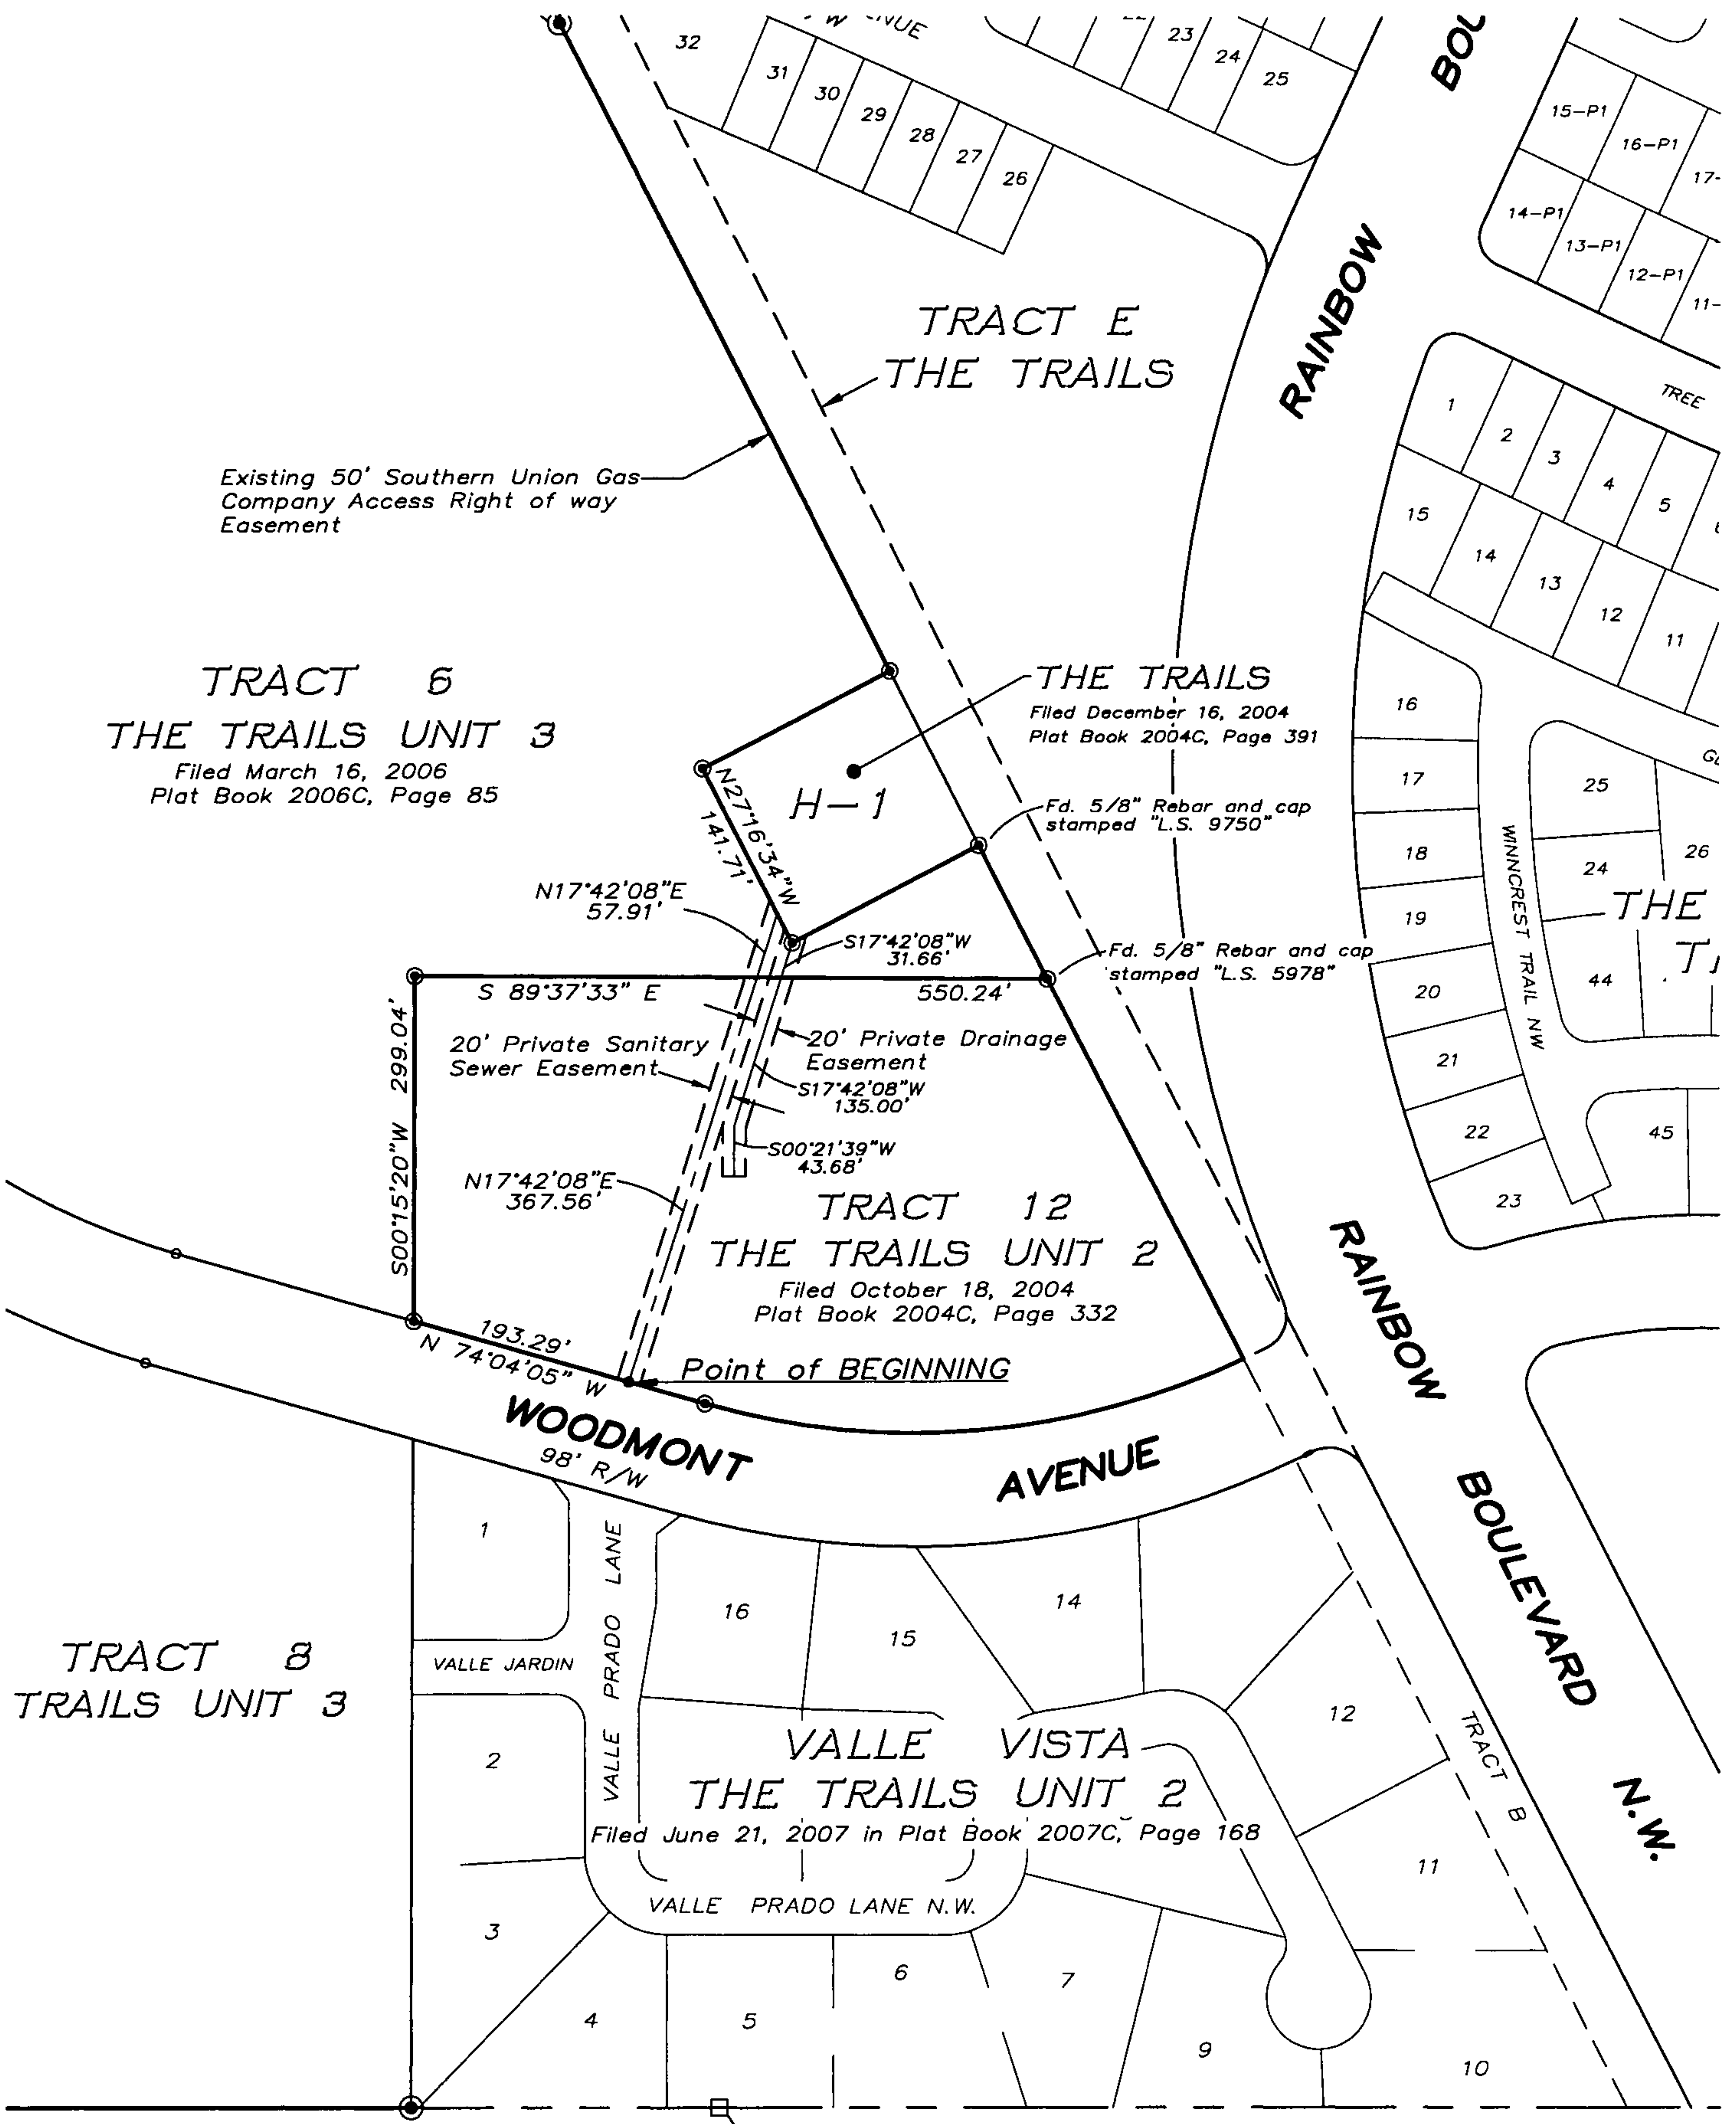 32
31
30
29
28
27
26
23
24
25
15-P1
16-P1
14-P1
13-P1
12-P1
RAINBOW
TRACT E
THE TRAILS
TREE
1
2
3
4
5
15
14
13
12
11
Existing 50' Southern Union Gas
Company Access Right of way
Easement
TRACT 6
THE TRAILS UNIT 3
Filed March 16, 2006
Plat Book 2006C, Page 85
THE TRAILS
Filed December 16, 2004
Plat Book 2004C, Page 391
H-1
N27°16'34"W
141.71'
Fd. 5/8" Rebar and cap
stamped "L.S. 9750"
16
17
18
19
20
21
22
23
WINNCREST TRAIL NW
25
24
26
THE
44
45
N17°42'08"E
57.91'
S17°42'08"W
31.66'
Fd. 5/8" Rebar and cap
stamped "L.S. 5978"
S 89°37'33" E
550.24'
S00°15'20"W 299.04'
20' Private Sanitary
Sewer Easement
20' Private Drainage
Easement
S17°42'08"W
135.00'
S00°21'39"W
43.68'
N17°42'08"E
367.56'
TRACT 12
THE TRAILS UNIT 2
Filed October 18, 2004
Plat Book 2004C, Page 332
193.29'
N 74°04'05" W
Point of BEGINNING
WOODMONT
AVENUE
98' R/W
RAINBOW
BOULEVARD
N.W.
TRACT B
TRACT 8
TRAILS UNIT 3
1
VALLE JARDIN
VALLE PRADO LANE
2
3
16
15
14
12
11
VALLE VISTA
THE TRAILS UNIT 2
Filed June 21, 2007 in Plat Book 2007C, Page 168
VALLE PRADO LANE N.W.
4
5
6
7
9
10